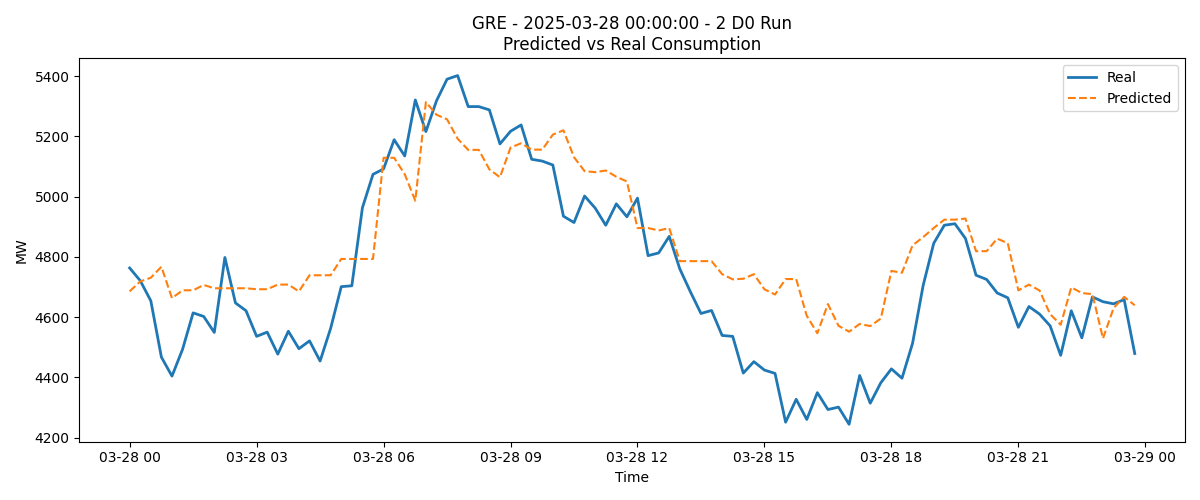 GRE - 2025-03-28 00:00:00 - 2 D0 Run
Predicted vs Real Consumption
Real
Predicted
MW
5400
5200
5000
4800
4600
4400
4200
03-28 00 03-28 03 03-28 06 03-28 09 03-28 12 03-28 15 03-28 18 03-28 21 03-29 00
Time